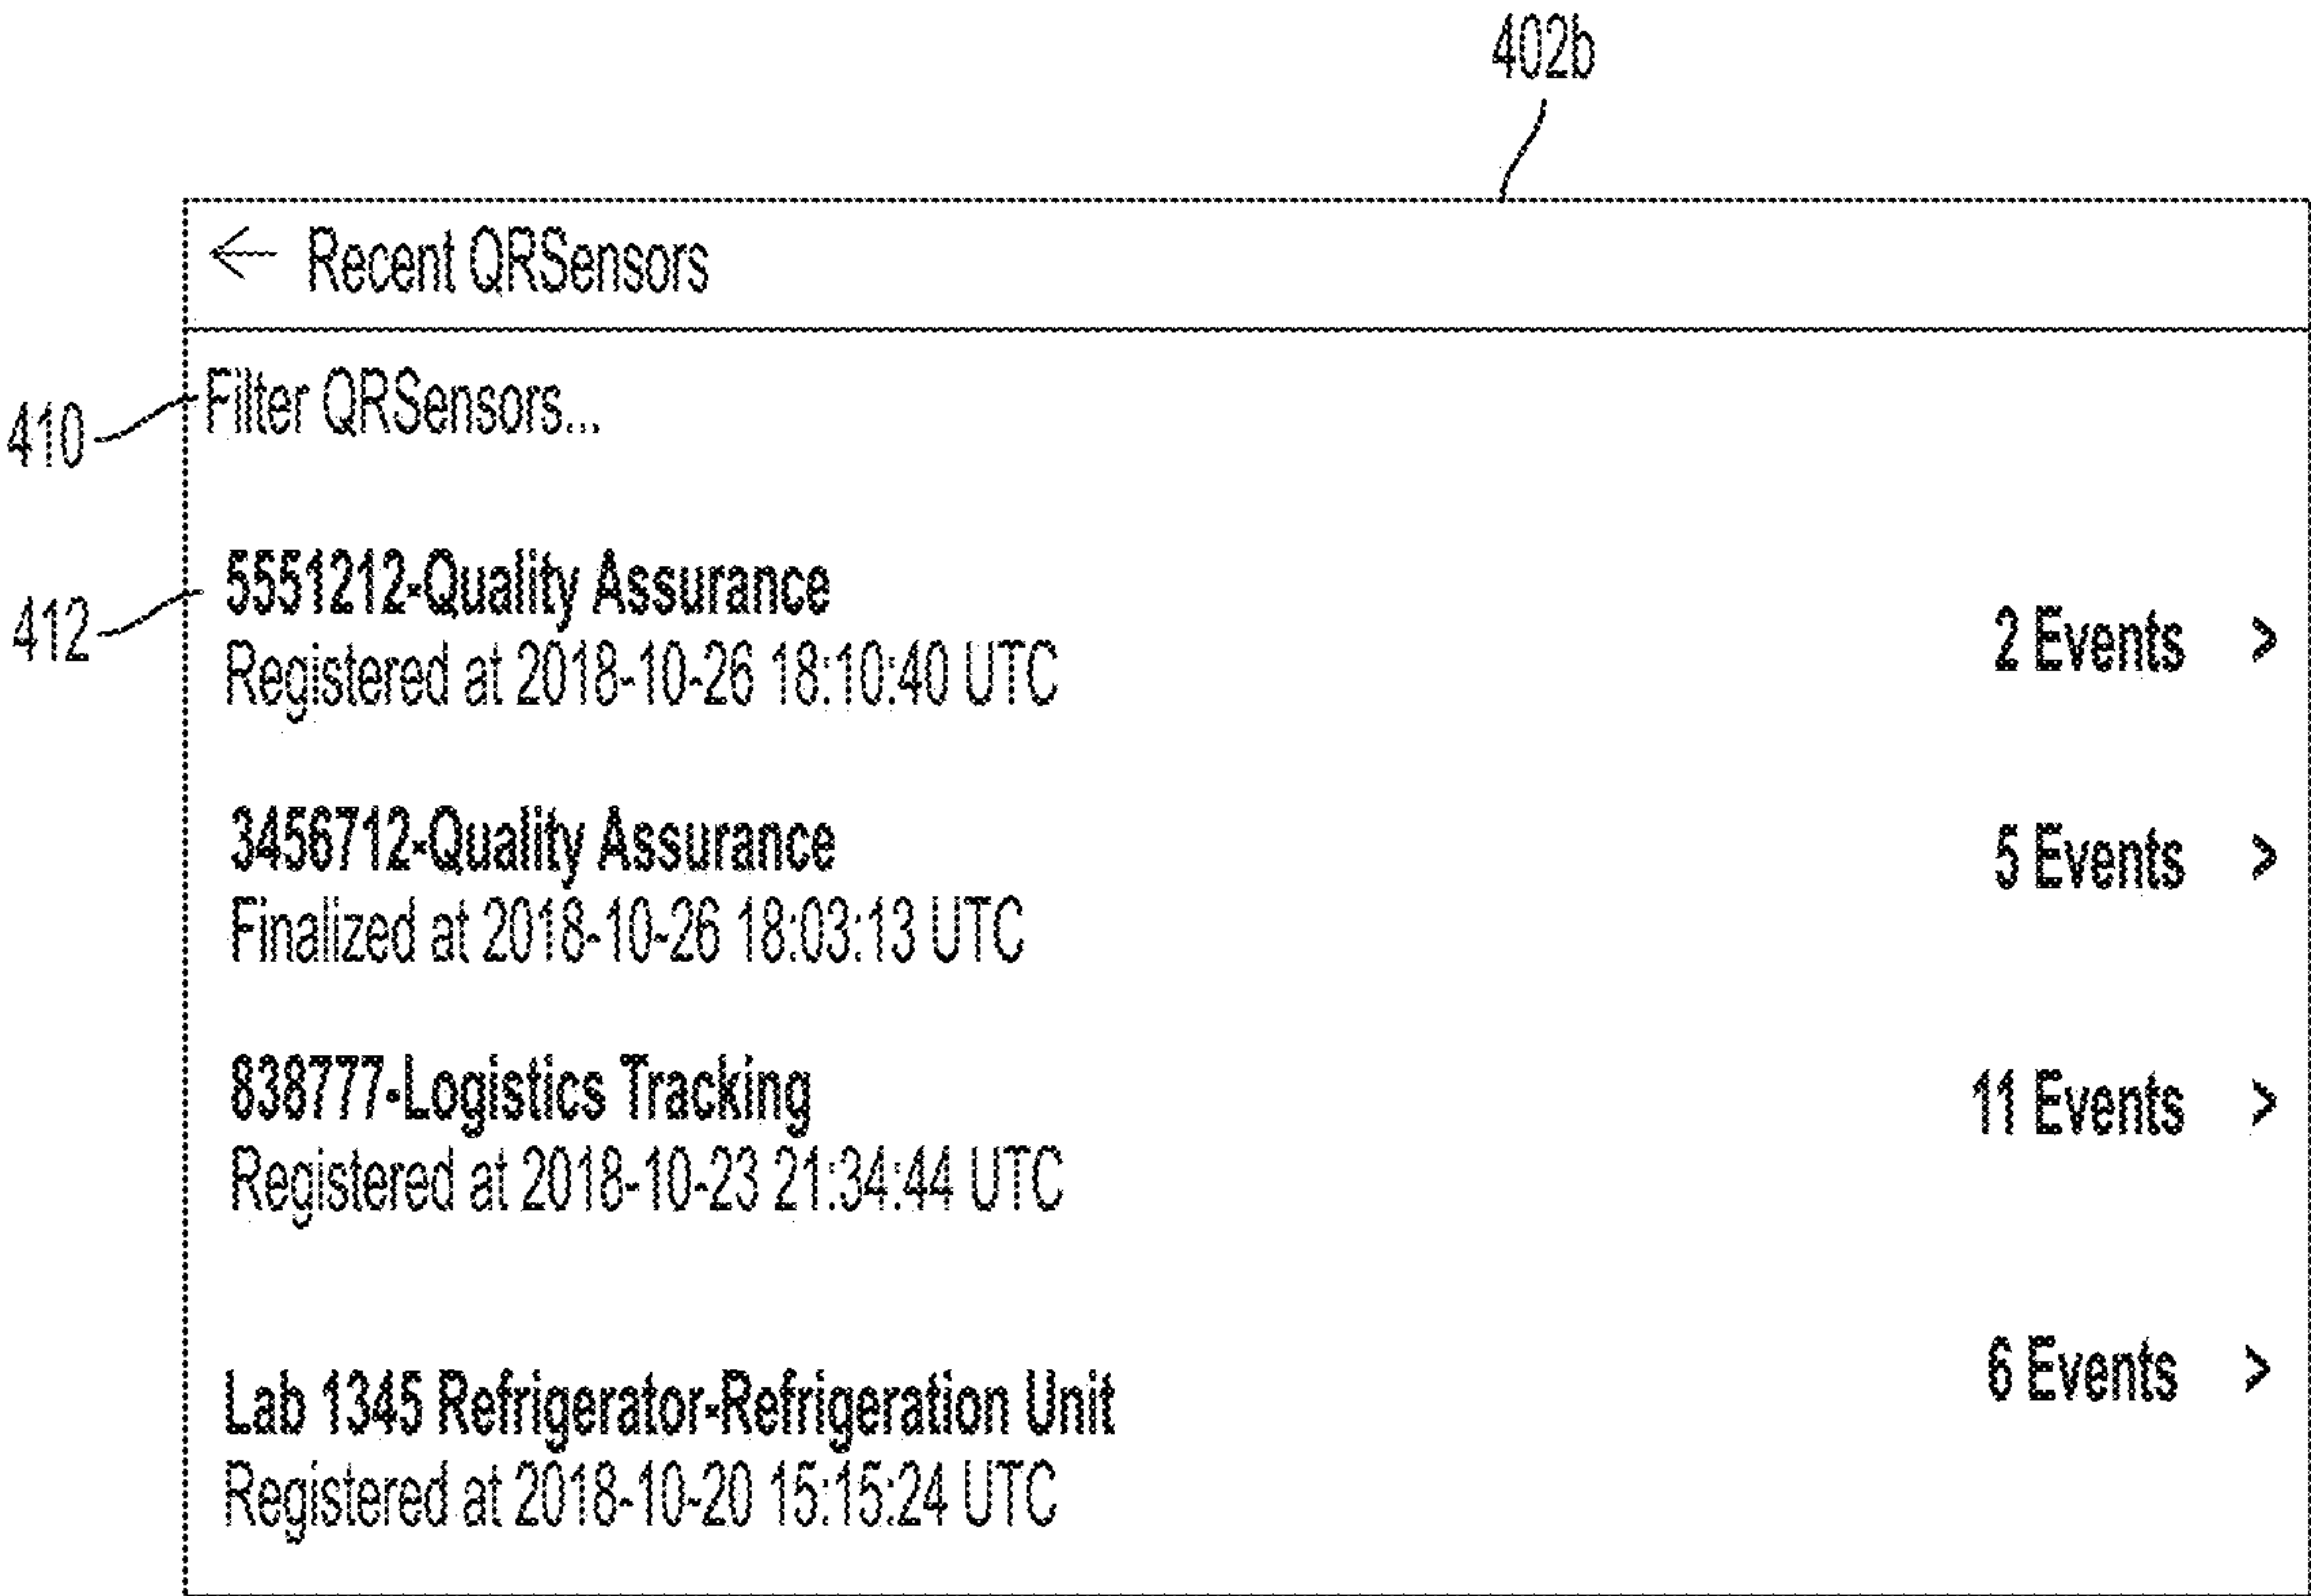 402b
← Recent QRSensors
410
Filter QRSensors...
412
5551212-Quality Assurance
Registered at 2018-10-26 18:10:40 UTC
2 Events >
3456712-Quality Assurance
Finalized at 2018-10-26 18:03:13 UTC
5 Events >
838777-Logistics Tracking
Registered at 2018-10-23 21:34:44 UTC
11 Events >
Lab 1345 Refrigerator-Refrigeration Unit
Registered at 2018-10-20 15:15:24 UTC
6 Events >